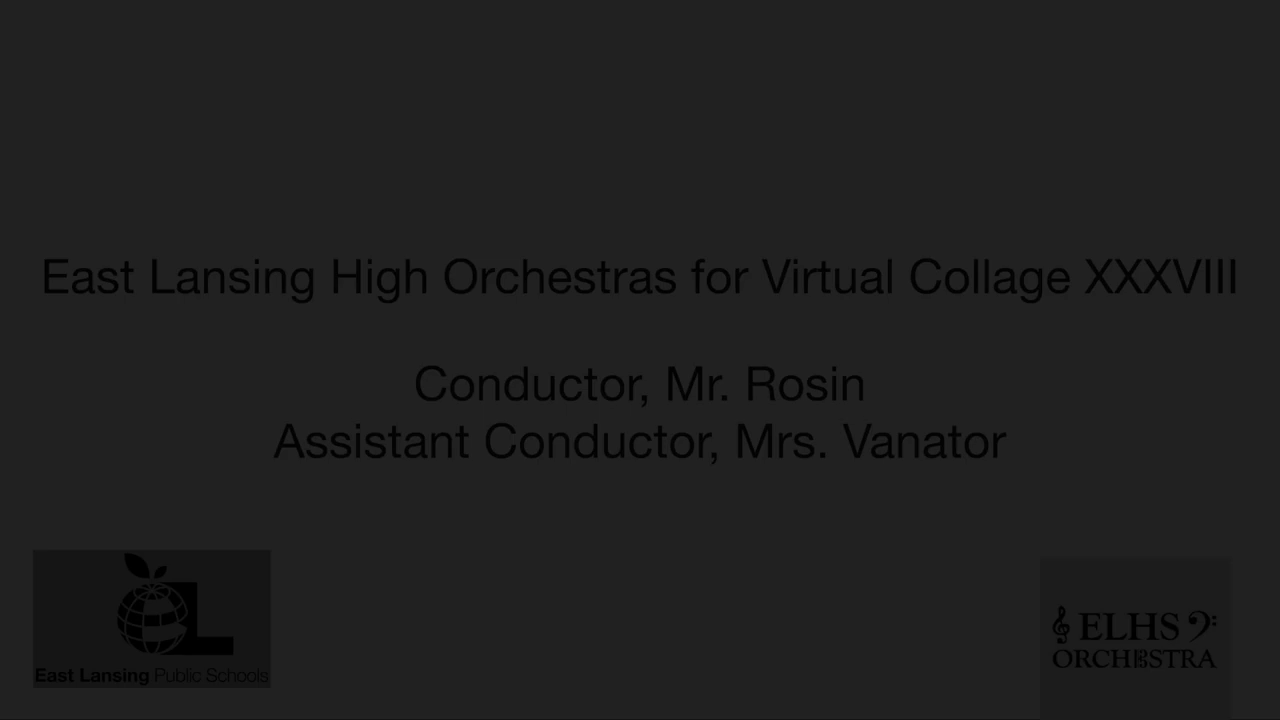 East Lansing High Orchestras for Virtual Collage XXXVIII
Conductor, Mr. Rosin
Assistant Conductor, Mrs. Vanator
East Lansing Public Schools
ELHS
ORCHESTRA